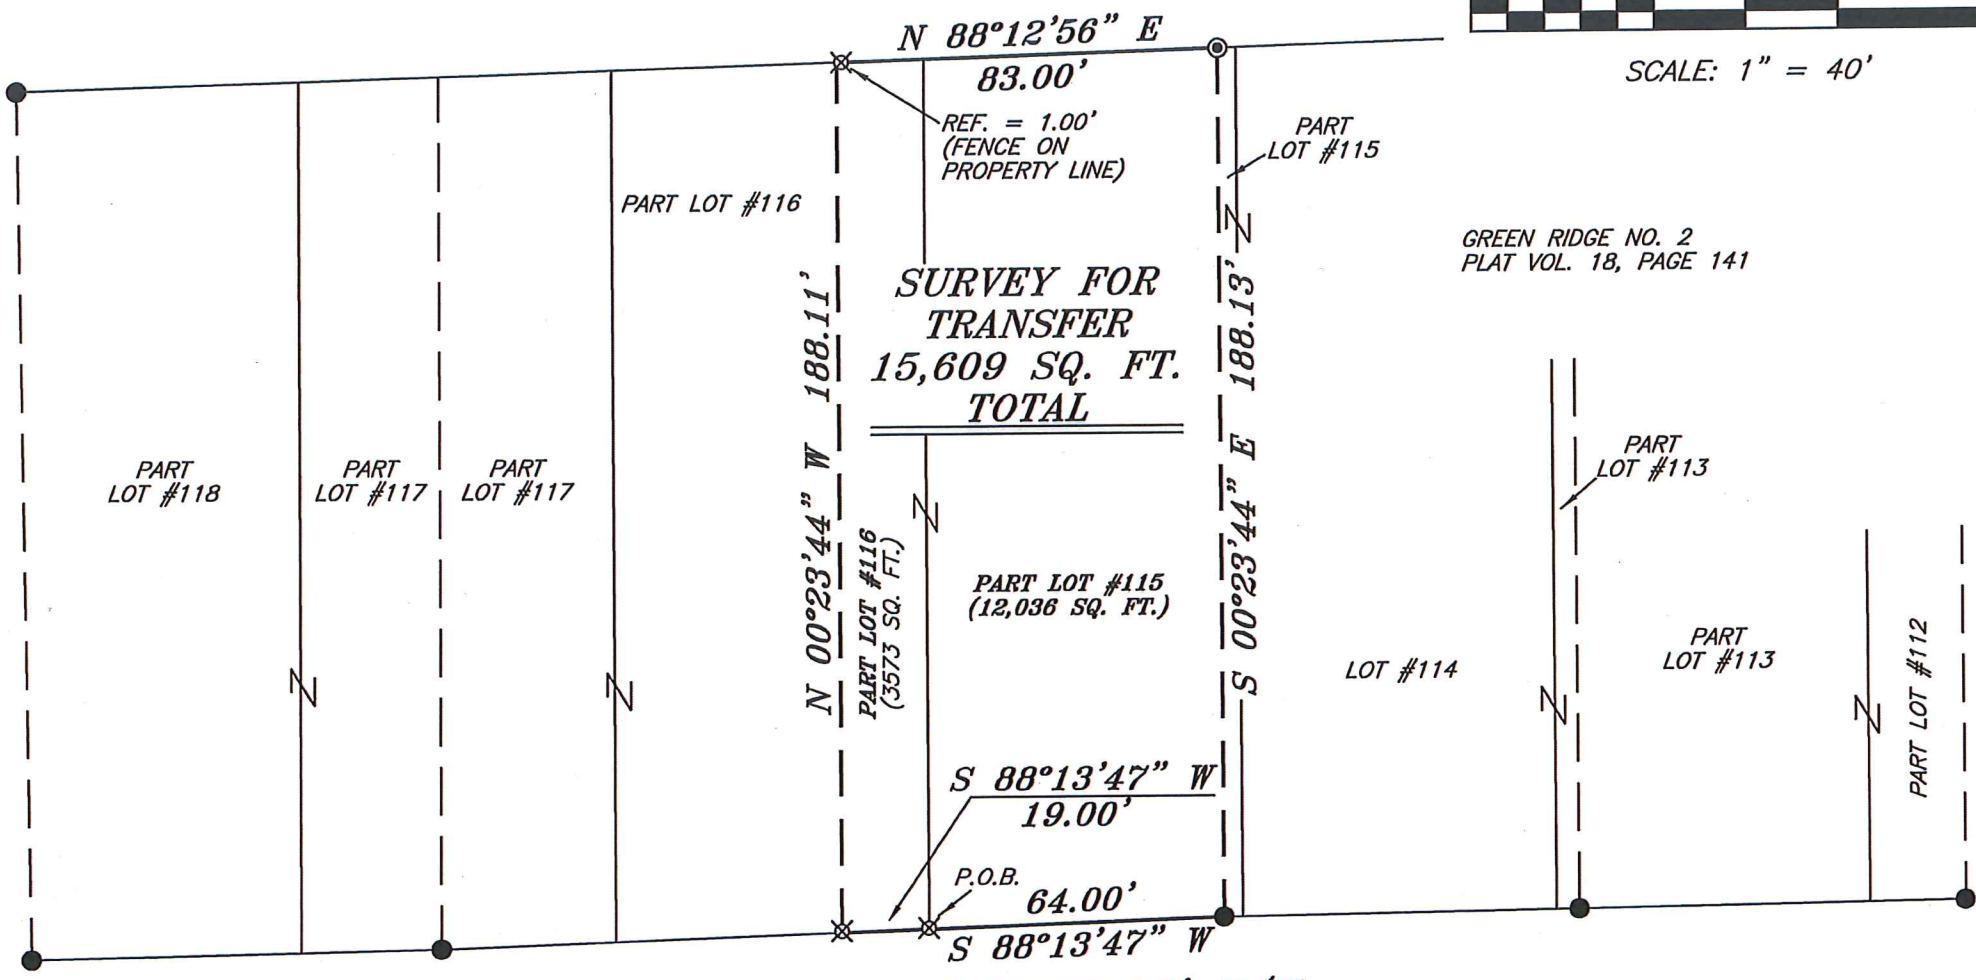 N 88°12'56" E
83.00'
SCALE: 1" = 40'
REF. = 1.00'
(FENCE ON
PROPERTY LINE)
PART
LOT #115
PART LOT #116
GREEN RIDGE NO. 2
PLAT VOL. 18, PAGE 141
SURVEY FOR
TRANSFER
15,609 SQ. FT.
TOTAL
N 00°23'44" W 188.11'
S 00°23'44" E 188.13'
PART
LOT #118
PART
LOT #117
PART
LOT #117
PART
LOT #113
PART LOT #116
(3573 SQ. FT.)
PART LOT #115
(12,036 SQ. FT.)
LOT #114
PART
LOT #113
PART LOT #112
S 88°13'47" W
19.00'
P.O.B.
64.00'
S 88°13'47" W